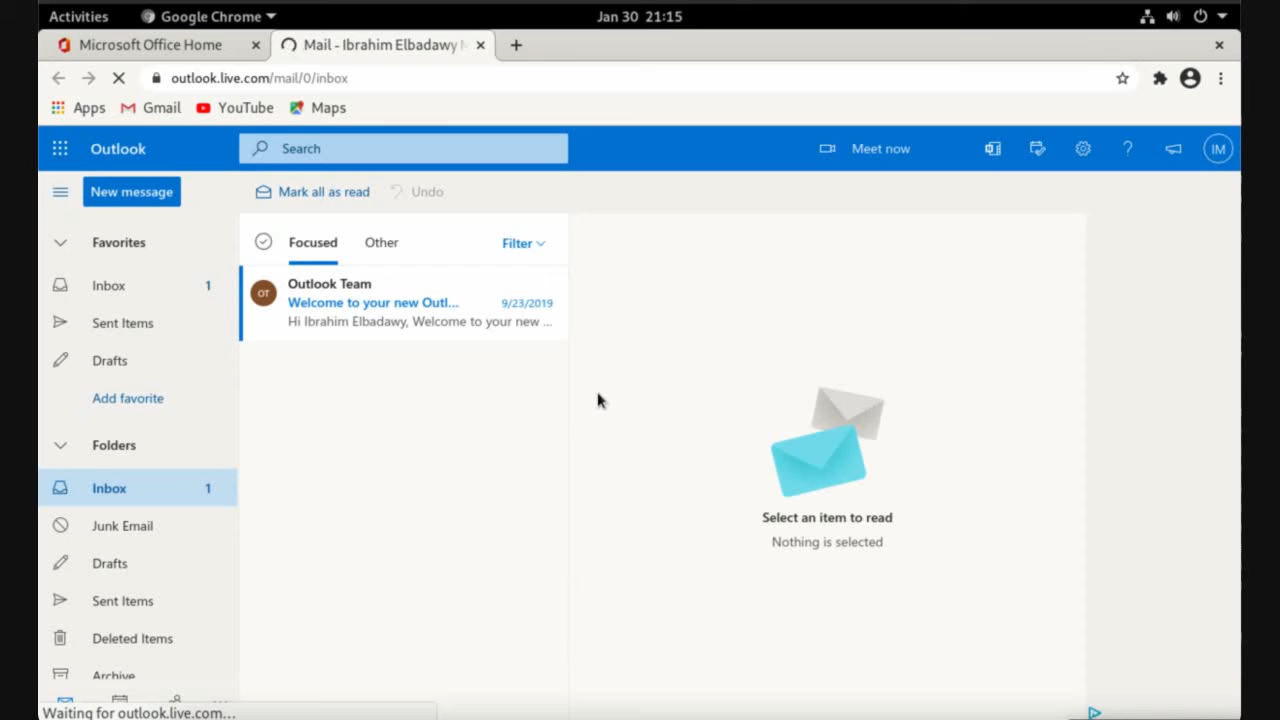 Activities Google Chrome Jan 30 21:15
Microsoft Office Home Mail - Ibrahim Elbadawy
outlook.live.com/mail/0/inbox
Apps Gmail YouTube Maps
Outlook Search Meet now IM
New message Mark all as read Undo
Favorites Focused Other Filter
Inbox 1
Sent Items
Drafts
Add favorite
Folders
Inbox 1
Junk Email
Drafts
Sent Items
Deleted Items
Archive
OT Outlook Team
Welcome to your new Outl... 9/23/2019
Hi Ibrahim Elbadawy, Welcome to your new ...
Select an item to read
Nothing is selected
Waiting for outlook.live.com...